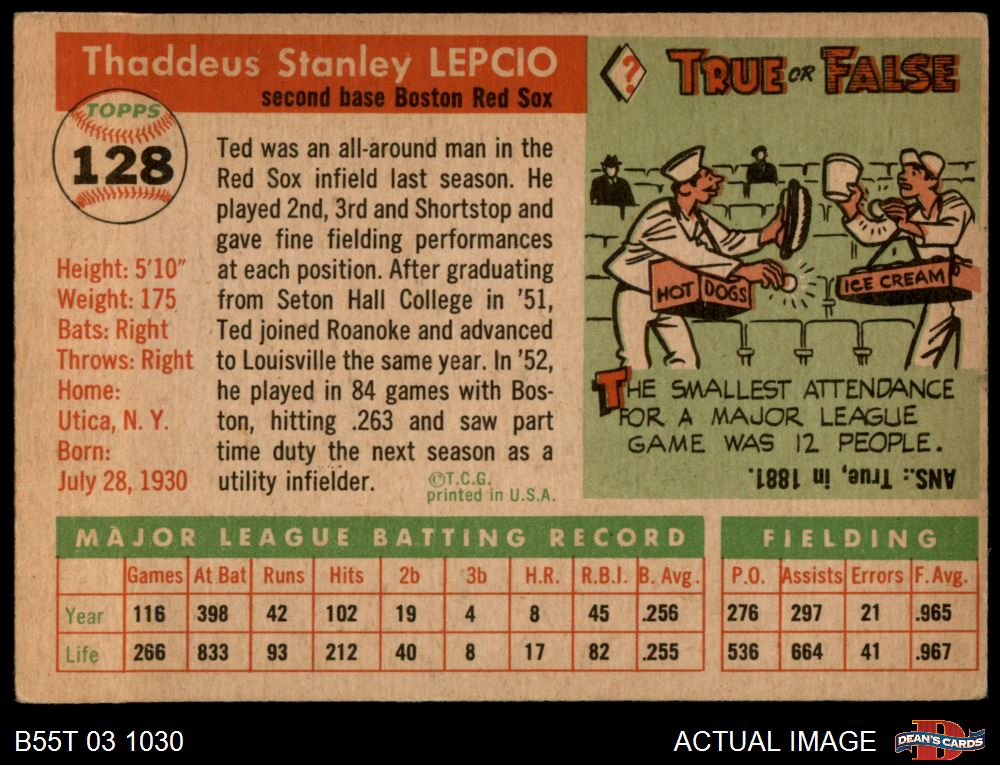 Thaddeus Stanley LEPCIO
second base Boston Red Sox
TOPPS
128
Height: 5'10"
Weight: 175
Bats: Right
Throws: Right
Home:
Utica, N. Y.
Born:
July 28, 1930
Ted was an all-around man in the
Red Sox infield last season. He
played 2nd, 3rd and Shortstop and
gave fine fielding performances
at each position. After graduating
from Seton Hall College in '51,
Ted joined Roanoke and advanced
to Louisville the same year. In '52,
he played in 84 games with Bos-
ton, hitting .263 and saw part
time duty the next season as a
utility infielder.
©T.C.G.
printed in U.S.A.
?
TRUE OR FALSE
HOT DOGS
ICE CREAM
THE SMALLEST ATTENDANCE
FOR A MAJOR LEAGUE
GAME WAS 12 PEOPLE.
ANS.: True, in 1881.
MAJOR LEAGUE BATTING RECORD
Games At Bat Runs Hits 2b 3b H.R. R.B.I. B. Avg.
Year 116 398 42 102 19 4 8 45 .256
Life 266 833 93 212 40 8 17 82 .255
FIELDING
P.O. Assists Errors F. Avg.
276 297 21 .965
536 664 41 .967
B55T 03 1030
ACTUAL IMAGE
D
DEAN'S CARDS